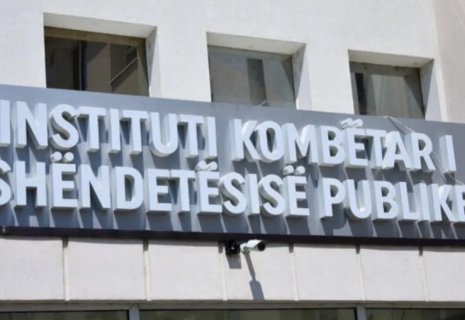 INSTITUTI KOMBËTAR I
SHËNDETËSISË PUBLIKE